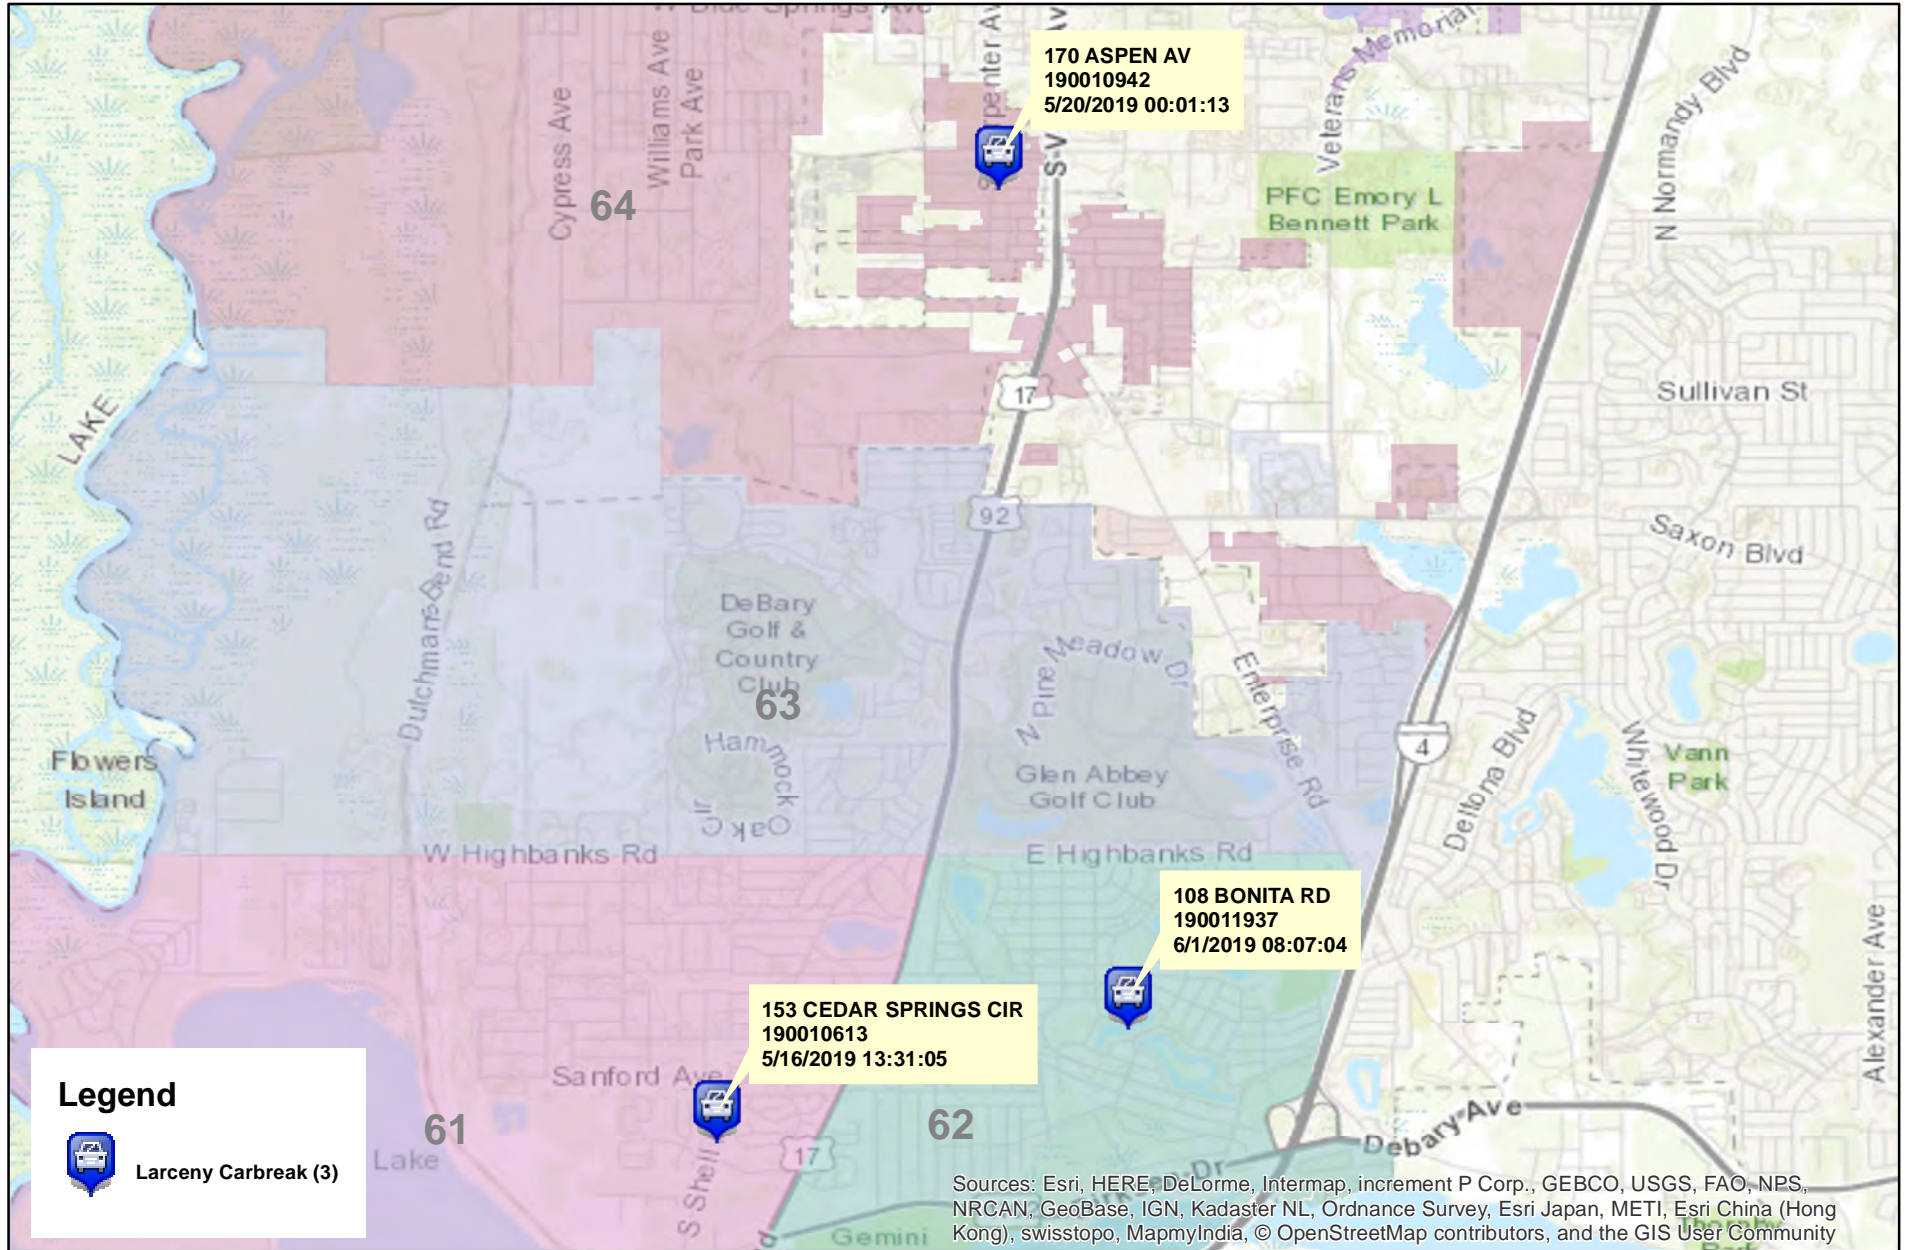 170 ASPEN AV
190010942
5/20/2019 00:01:13
Cypress Ave
Williams Ave
Park Ave
64
Veterans Memorial
N Normandy Blvd
PFC Emory L
Bennett Park
LAKE
17
Sullivan St
92
Saxon Blvd
Dutchmans Bend Rd
DeBary
Golf &
Country
Club
63
N Pine Meadow Dr
Enterprise Rd
Hammock Oak Cir
Glen Abbey
Golf Club
4
Deltona Blvd
Whitewood Dr
Vann
Park
Flowers
Island
W Highbanks Rd
E Highbanks Rd
108 BONITA RD
190011937
6/1/2019 08:07:04
Alexander Ave
153 CEDAR SPRINGS CIR
190010613
5/16/2019 13:31:05
Sanford Ave
61
62
Lake
S Shell
17
Debary Ave
Gemini
Legend
Larceny Carbreak (3)
Sources: Esri, HERE, DeLorme, Intermap, increment P Corp., GEBCO, USGS, FAO, NPS,
NRCAN, GeoBase, IGN, Kadaster NL, Ordnance Survey, Esri Japan, METI, Esri China (Hong
Kong), swisstopo, MapmyIndia, © OpenStreetMap contributors, and the GIS User Community